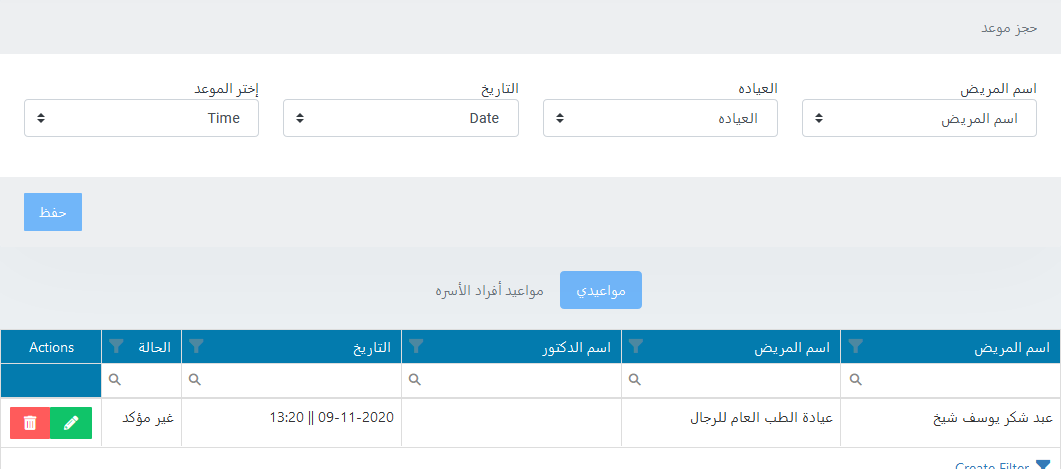 حجز موعد
اسم المريض العياده التاريخ إختر الموعد
اسم المريض العياده Date Time
حفظ
مواعيدي مواعيد أفراد الأسره
اسم المريض اسم المريض اسم الدكتور التاريخ الحالة Actions
عبد شكر يوسف شيخ عيادة الطب العام للرجال 09-11-2020 || 13:20 غير مؤكد
Create Filter